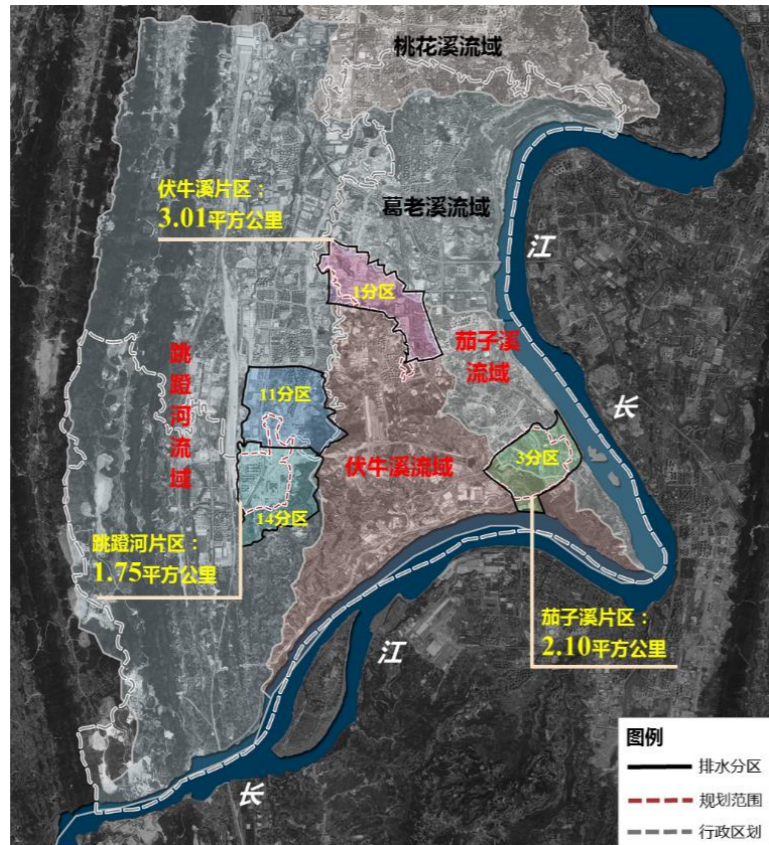 桃花溪流域
伏牛溪片区：
3.01平方公里
葛老溪流域
江
1分区
茄子溪
流域
跳蹬河流域
11分区
长
3分区
伏牛溪流域
14分区
跳蹬河片区：
1.75平方公里
茄子溪片区：
2.10平方公里
江
长
图例
排水分区
规划范围
行政区划